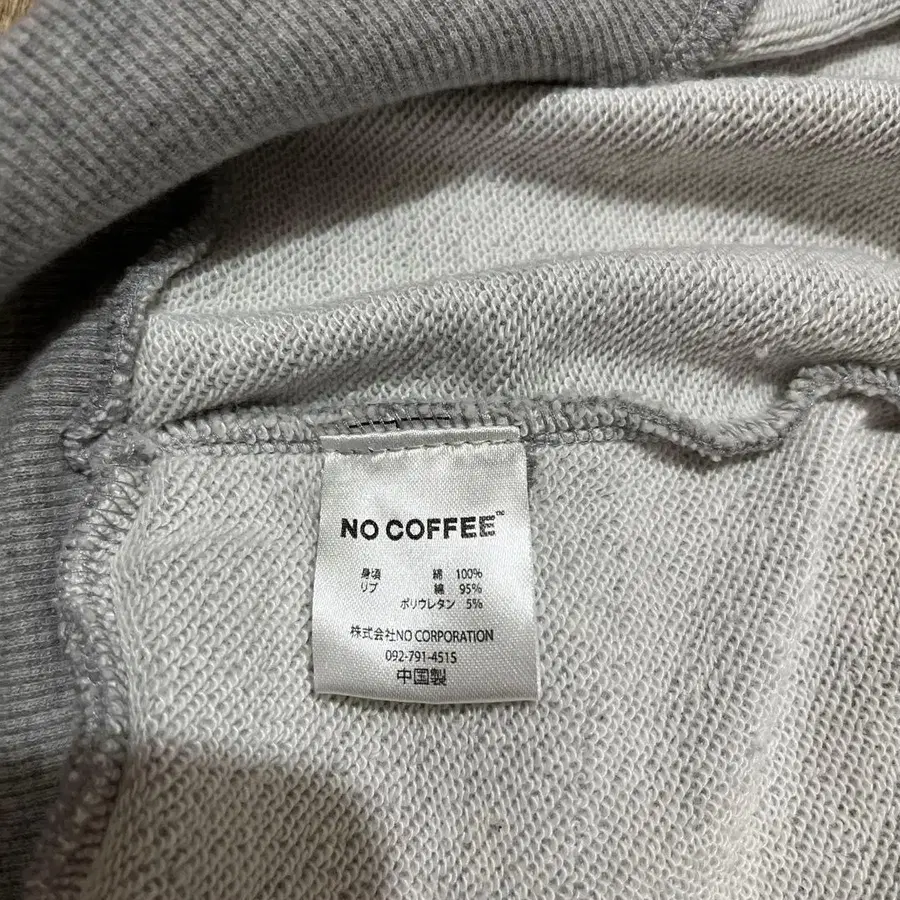 NO COFFEE™
身頃 綿 100%
リブ 綿 95%
ポリウレタン 5%
株式会社NO CORPORATION
092-791-4515
中国製